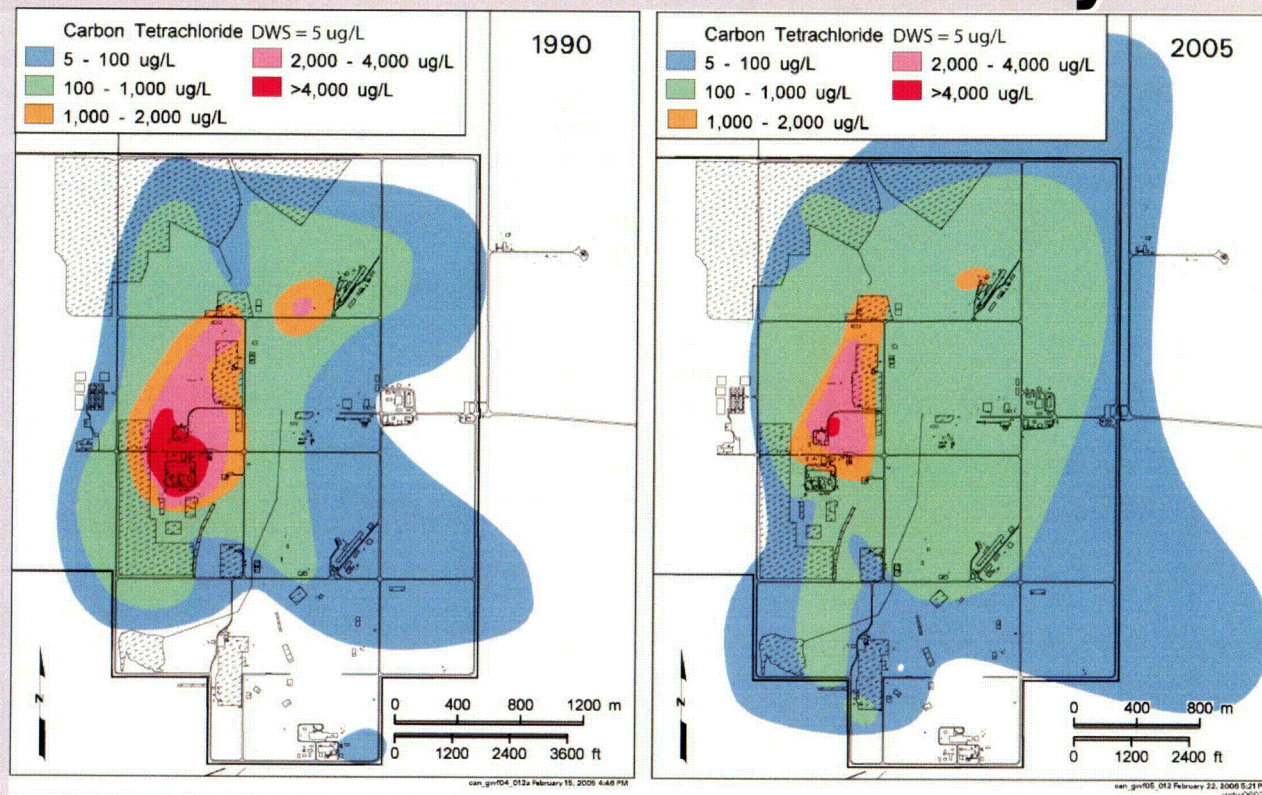 Carbon Tetrachloride DWS = 5 ug/L
5 - 100 ug/L
2,000 - 4,000 ug/L
100 - 1,000 ug/L
>4,000 ug/L
1,000 - 2,000 ug/L
1990
N
0 400 800 1200 m
0 1200 2400 3600 ft
can_gwf04_012a February 15, 2005 4:46 PM
Carbon Tetrachloride DWS = 5 ug/L
5 - 100 ug/L
2,000 - 4,000 ug/L
100 - 1,000 ug/L
>4,000 ug/L
1,000 - 2,000 ug/L
2005
N
0 400 800 m
0 1200 2400 ft
can_gwf05_012 February 22, 2006 5:21